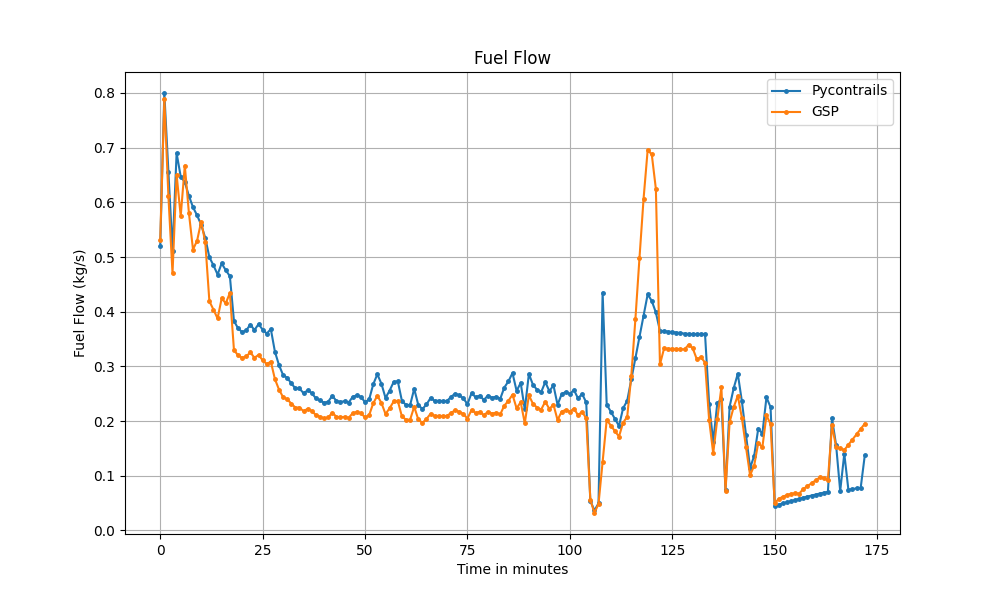 Fuel Flow
Pycontrails
GSP
Fuel Flow (kg/s)
0.8
0.7
0.6
0.5
0.4
0.3
0.2
0.1
0.0
0 25 50 75 100 125 150 175
Time in minutes